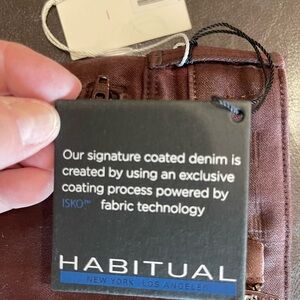 Our signature coated denim is
created by using an exclusive
coating process powered by
ISKO™ fabric technology
HABITUAL
NEW YORK LOS ANGELES